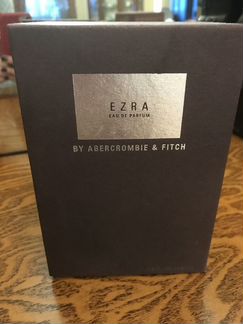 EZRA
EAU DE PARFUM
BY ABERCROMBIE & FITCH